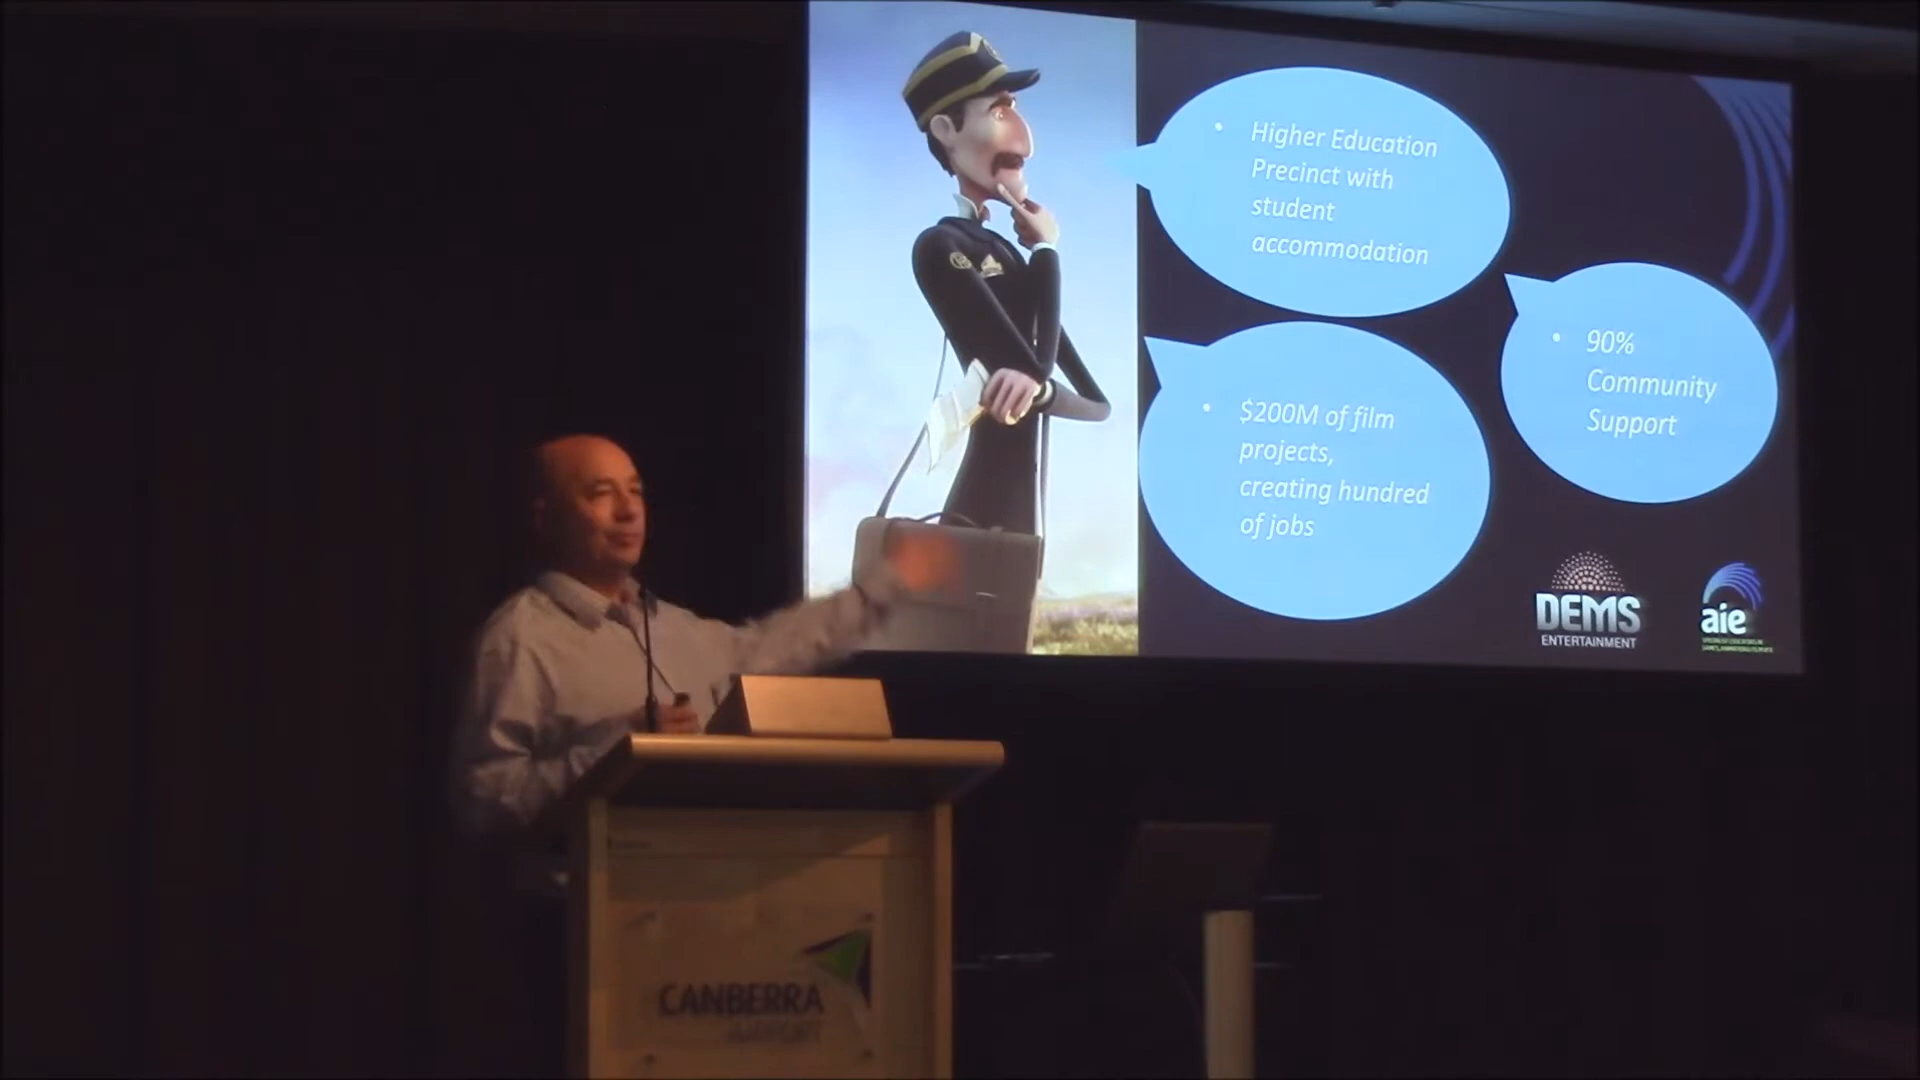 Higher Education
Precinct with
student
accommodation
90%
Community
Support
$200M of film
projects,
creating hundred
of jobs
DEMS
ENTERTAINMENT
aie
CANBERRA
AIRPORT